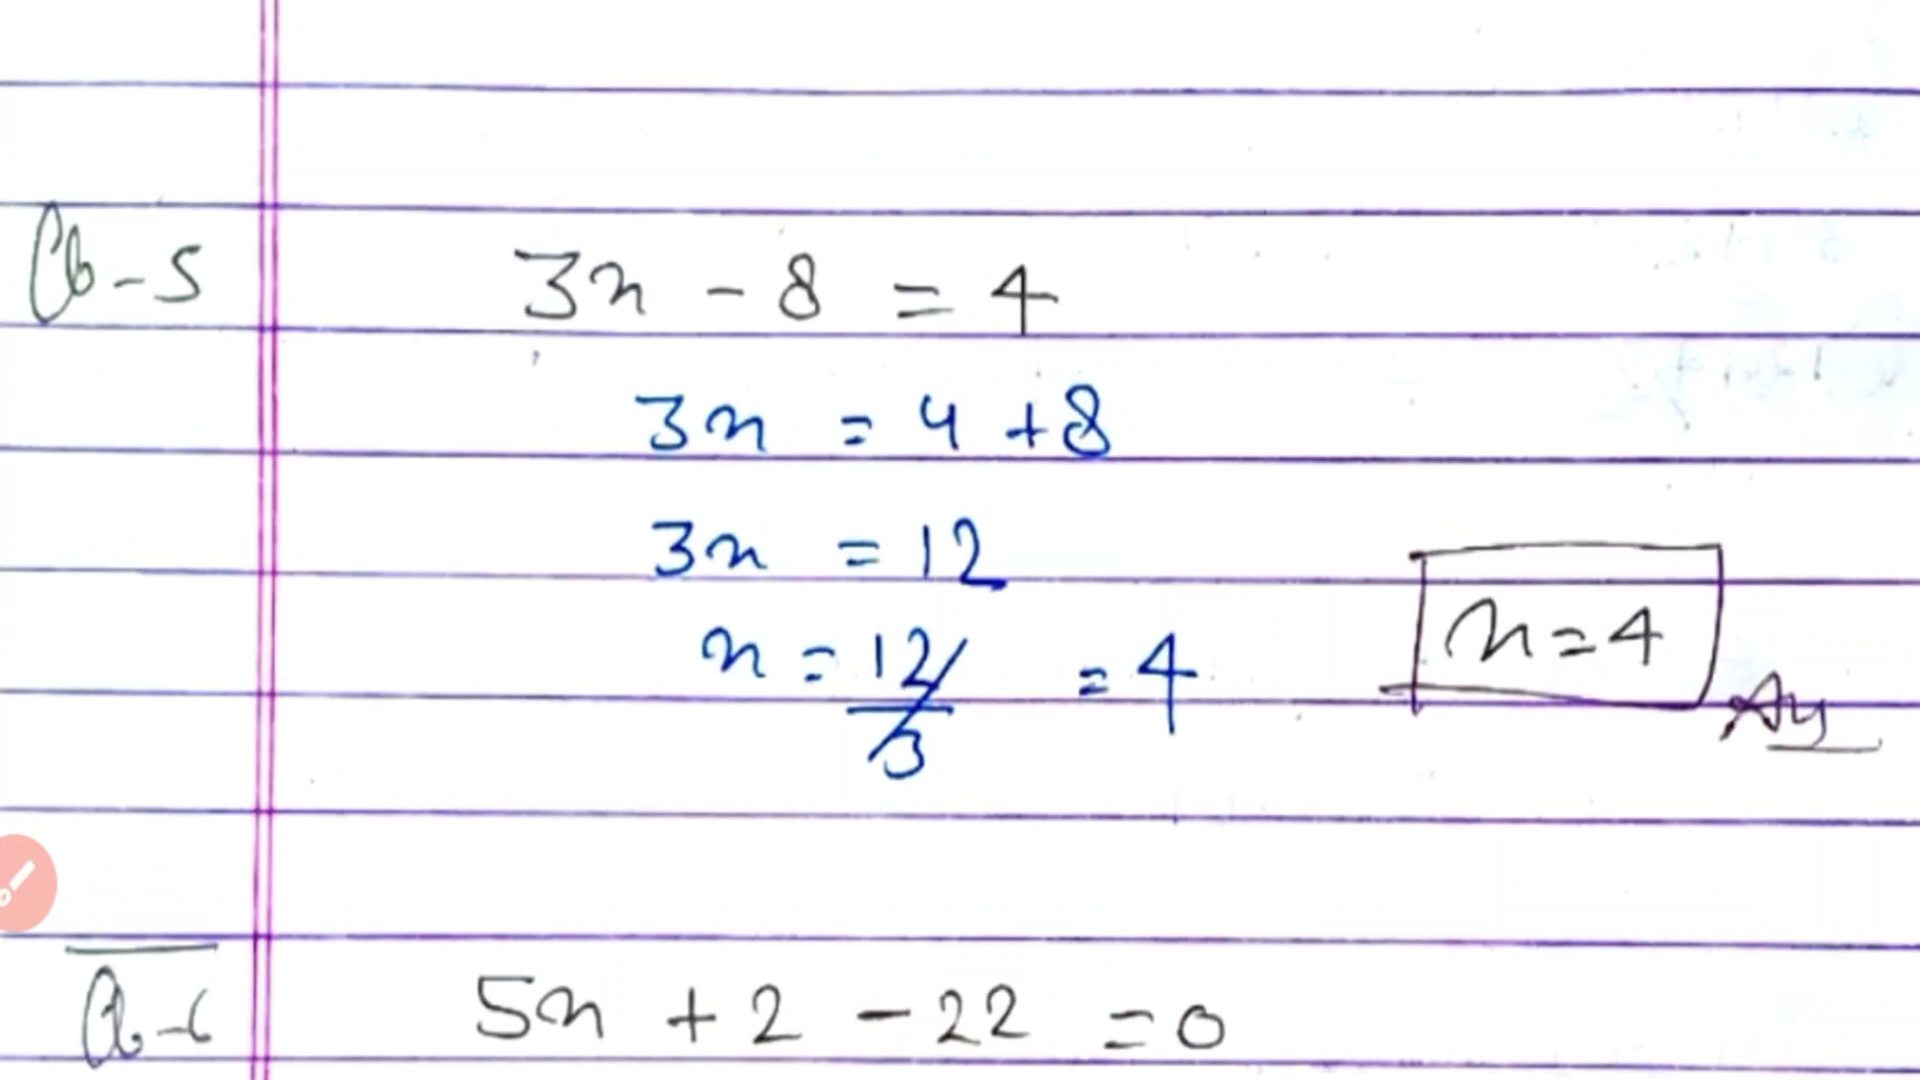 Q-5 3x - 8 = 4
3x = 4 + 8
3x = 12
x = 12/3 = 4
x = 4 Ans
Q-6 5x + 2 - 22 = 0